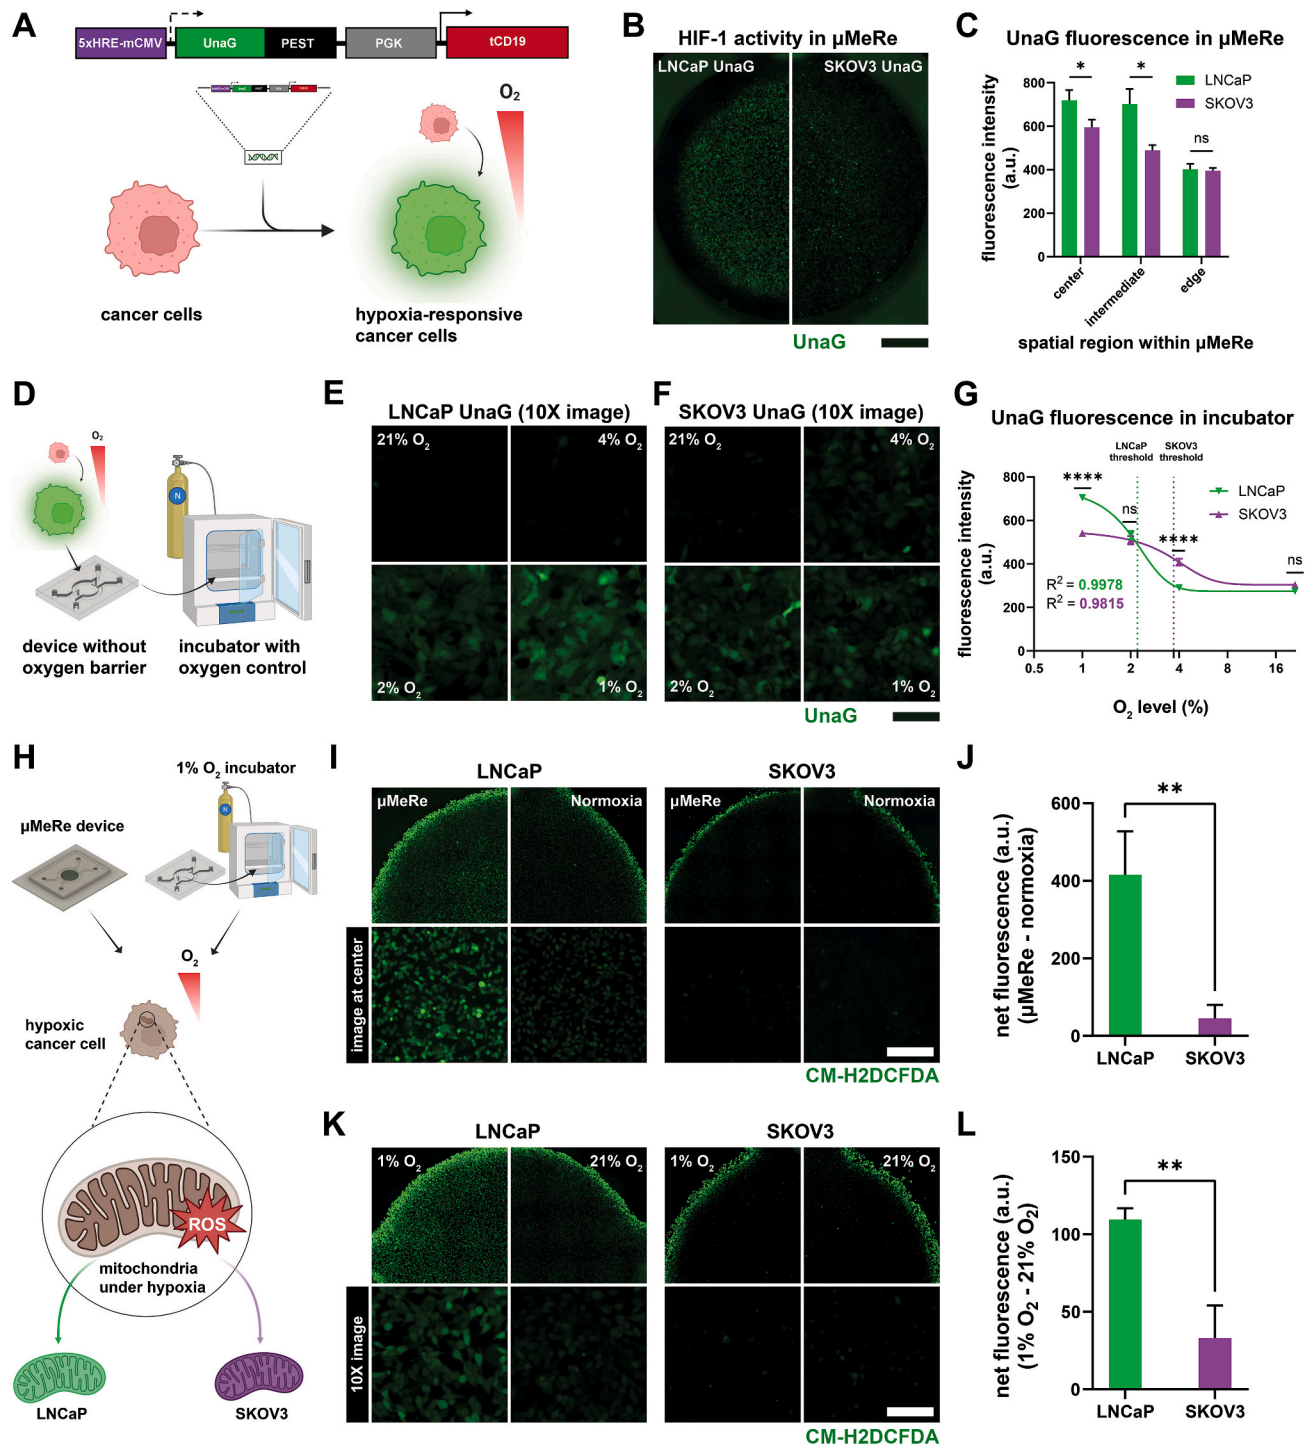 A
5xHRE-mCMV
UnaG
PEST
PGK
tCD19
O2
cancer cells
hypoxia-responsive
cancer cells
B
HIF-1 activity in µMeRe
LNCaP UnaG
SKOV3 UnaG
UnaG
C
UnaG fluorescence in µMeRe
fluorescence intensity
(a.u.)
800
600
400
200
0
*
*
ns
LNCaP
SKOV3
center
intermediate
edge
spatial region within µMeRe
D
O2
N
device without
oxygen barrier
incubator with
oxygen control
E
LNCaP UnaG (10X image)
21% O2
4% O2
2% O2
1% O2
F
SKOV3 UnaG (10X image)
21% O2
4% O2
2% O2
1% O2
UnaG
G
UnaG fluorescence in incubator
LNCaP
threshold
SKOV3
threshold
fluorescence intensity
(a.u.)
800
600
400
200
0
****
ns
****
ns
LNCaP
SKOV3
R2 = 0.9978
R2 = 0.9815
0.5
1
2
4
8
16
O2 level (%)
H
1% O2 incubator
N
µMeRe device
O2
hypoxic
cancer cell
ROS
mitochondria
under hypoxia
LNCaP
SKOV3
I
LNCaP
SKOV3
µMeRe
Normoxia
µMeRe
Normoxia
image at center
CM-H2DCFDA
J
net fluorescence (a.u.)
(µMeRe - normoxia)
600
400
200
0
**
LNCaP
SKOV3
K
LNCaP
SKOV3
1% O2
21% O2
1% O2
21% O2
10X image
CM-H2DCFDA
L
net fluorescence (a.u.)
(1% O2 - 21% O2)
150
100
50
0
**
LNCaP
SKOV3